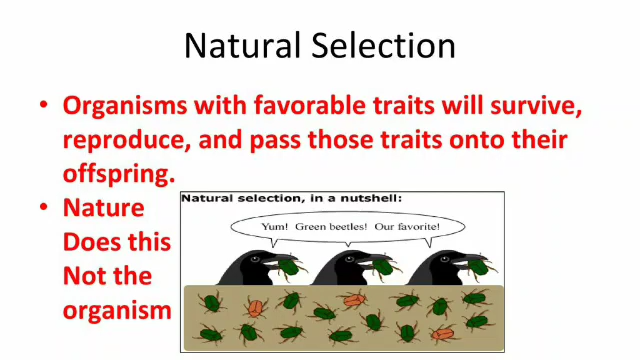 Natural Selection
• Organisms with favorable traits will survive,
reproduce, and pass those traits onto their
offspring.
• Nature
Does this
Not the
organism
Natural selection, in a nutshell:
Yum! Green beetles! Our favorite!